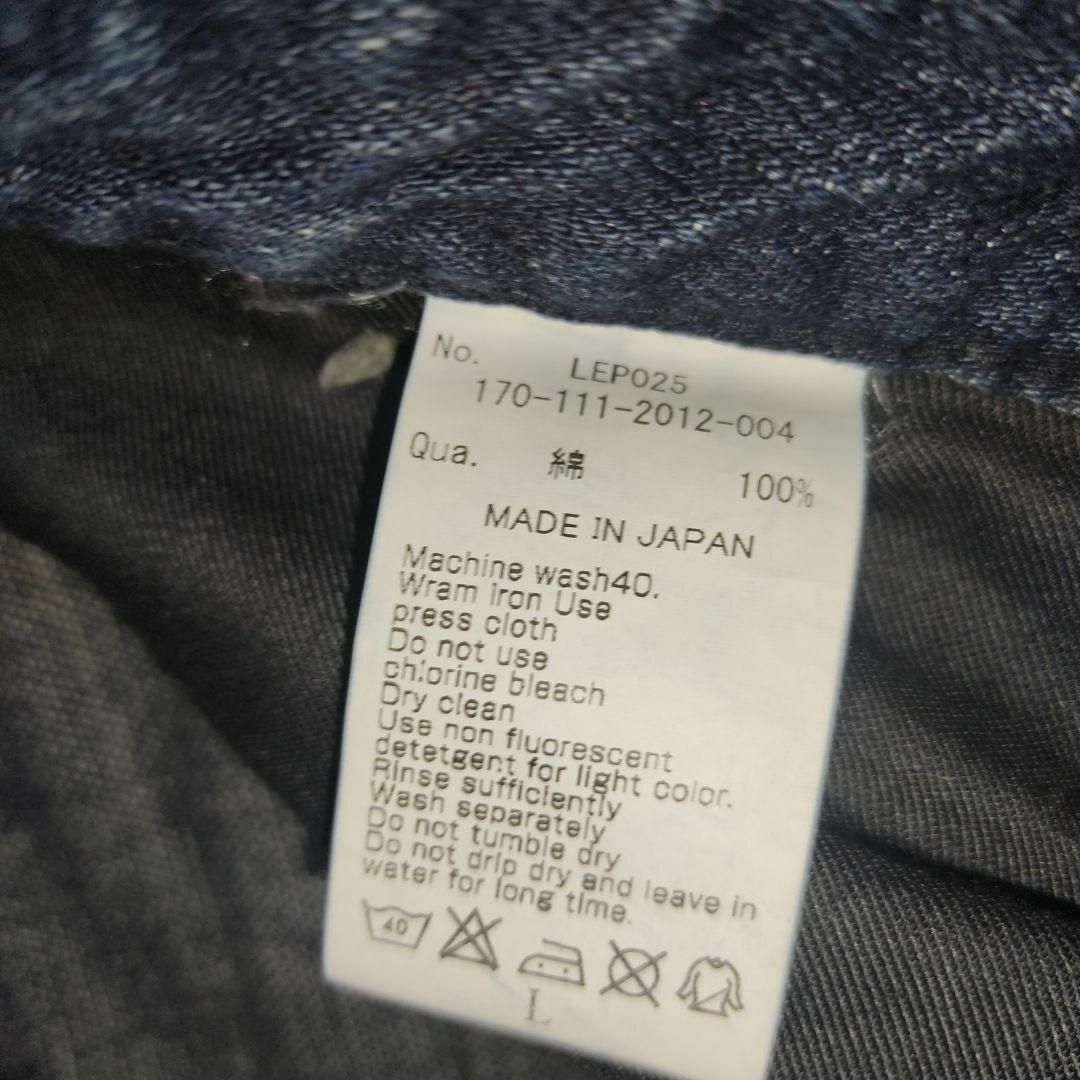 No. LEP025
170-111-2012-004
Qua. 綿 100%
MADE IN JAPAN
Machine wash40.
Wram iron Use
press cloth
Do not use
chlorine bleach
Dry clean
Use non fluorescent
detetgent for light color.
Rinse sufficiently
Wash separately
Do not tumble dry
Do not drip dry and leave in
water for long time.
40
L